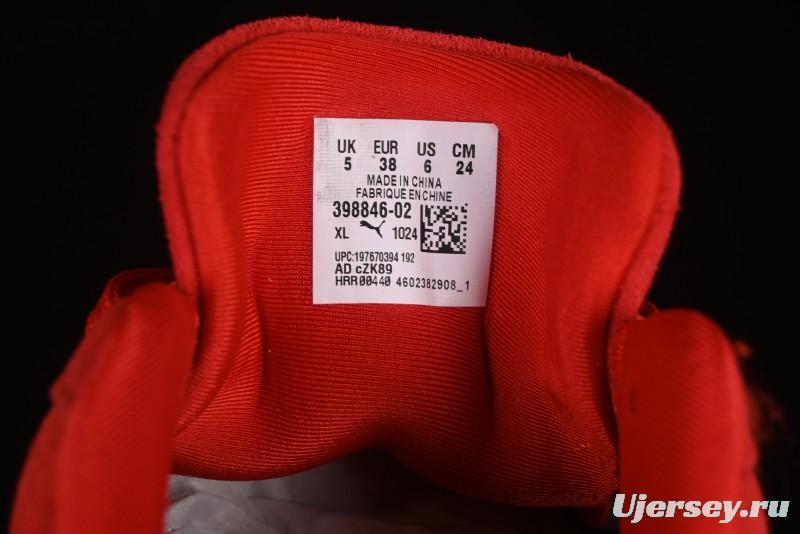 UK EUR US CM
5 38 6 24
MADE IN CHINA
FABRIQUÉ EN CHINE
398846-02
XL 1024
UPC:197670394 192
AD cZK89
HRR00440 4602382908_1
Ujersey.ru